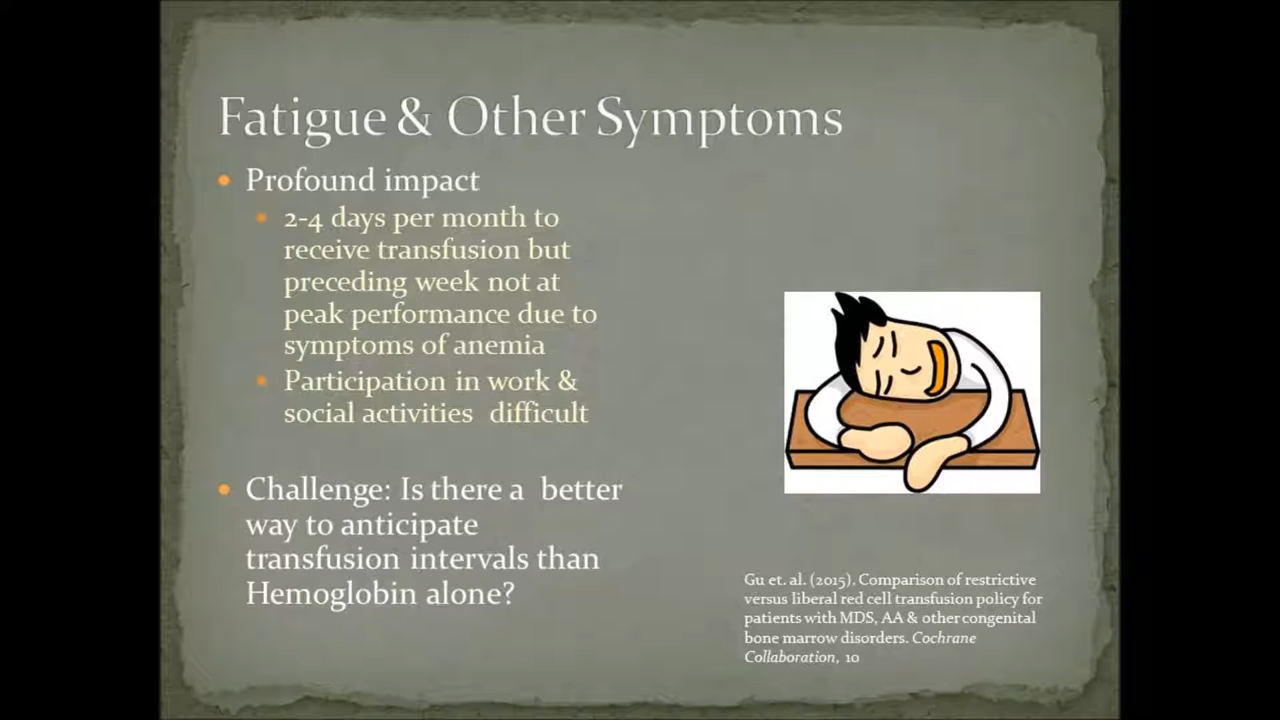 Fatigue & Other Symptoms
• Profound impact
• 2-4 days per month to
receive transfusion but
preceding week not at
peak performance due to
symptoms of anemia
• Participation in work &
social activities difficult
• Challenge: Is there a better
way to anticipate
transfusion intervals than
Hemoglobin alone?
Gu et. al. (2015). Comparison of restrictive
versus liberal red cell transfusion policy for
patients with MDS, AA & other congenital
bone marrow disorders. Cochrane
Collaboration, 10